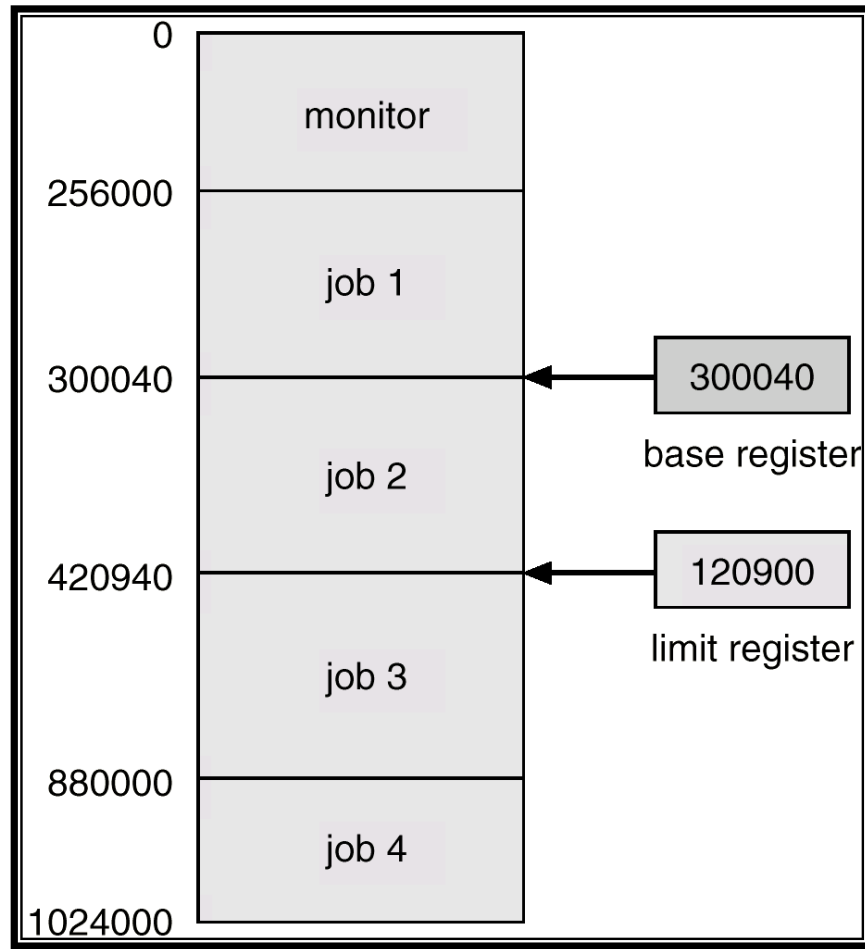 0
monitor
256000
job 1
300040
300040
base register
job 2
420940
120900
limit register
job 3
880000
job 4
1024000